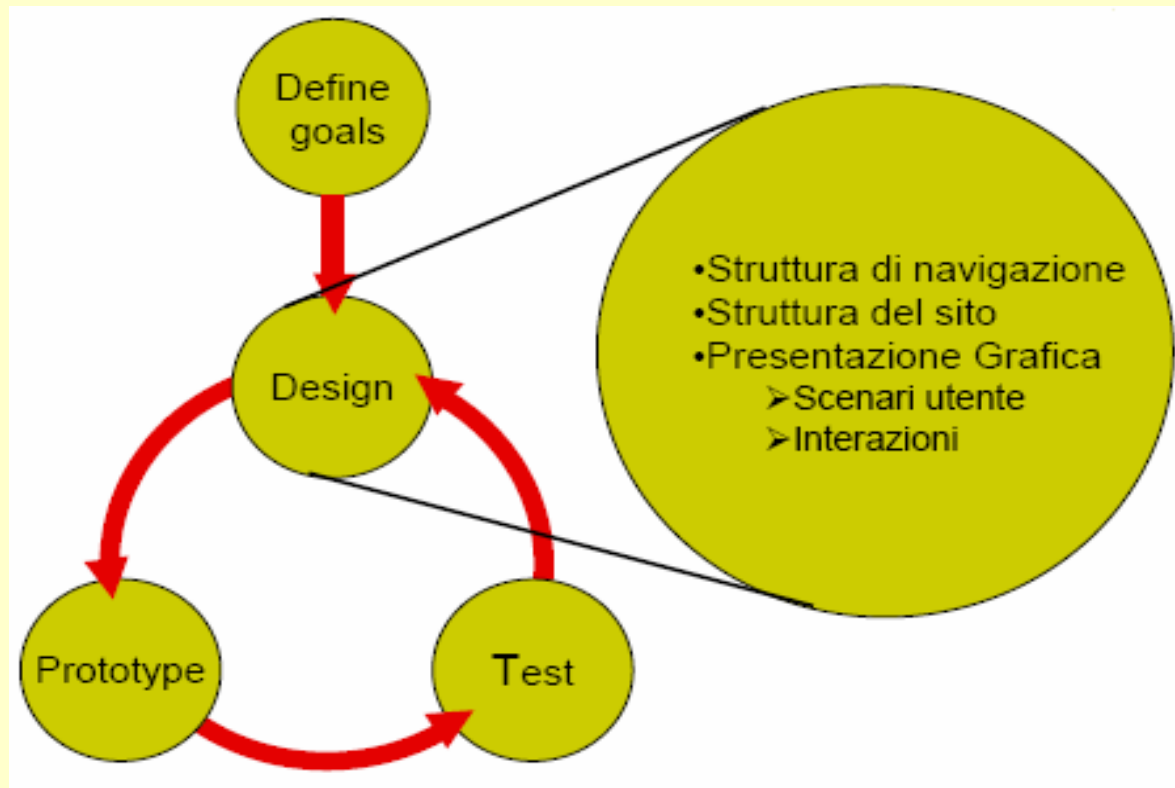 Define
goals
Design
Prototype
Test
•Struttura di navigazione
•Struttura del sito
•Presentazione Grafica
➢Scenari utente
➢Interazioni